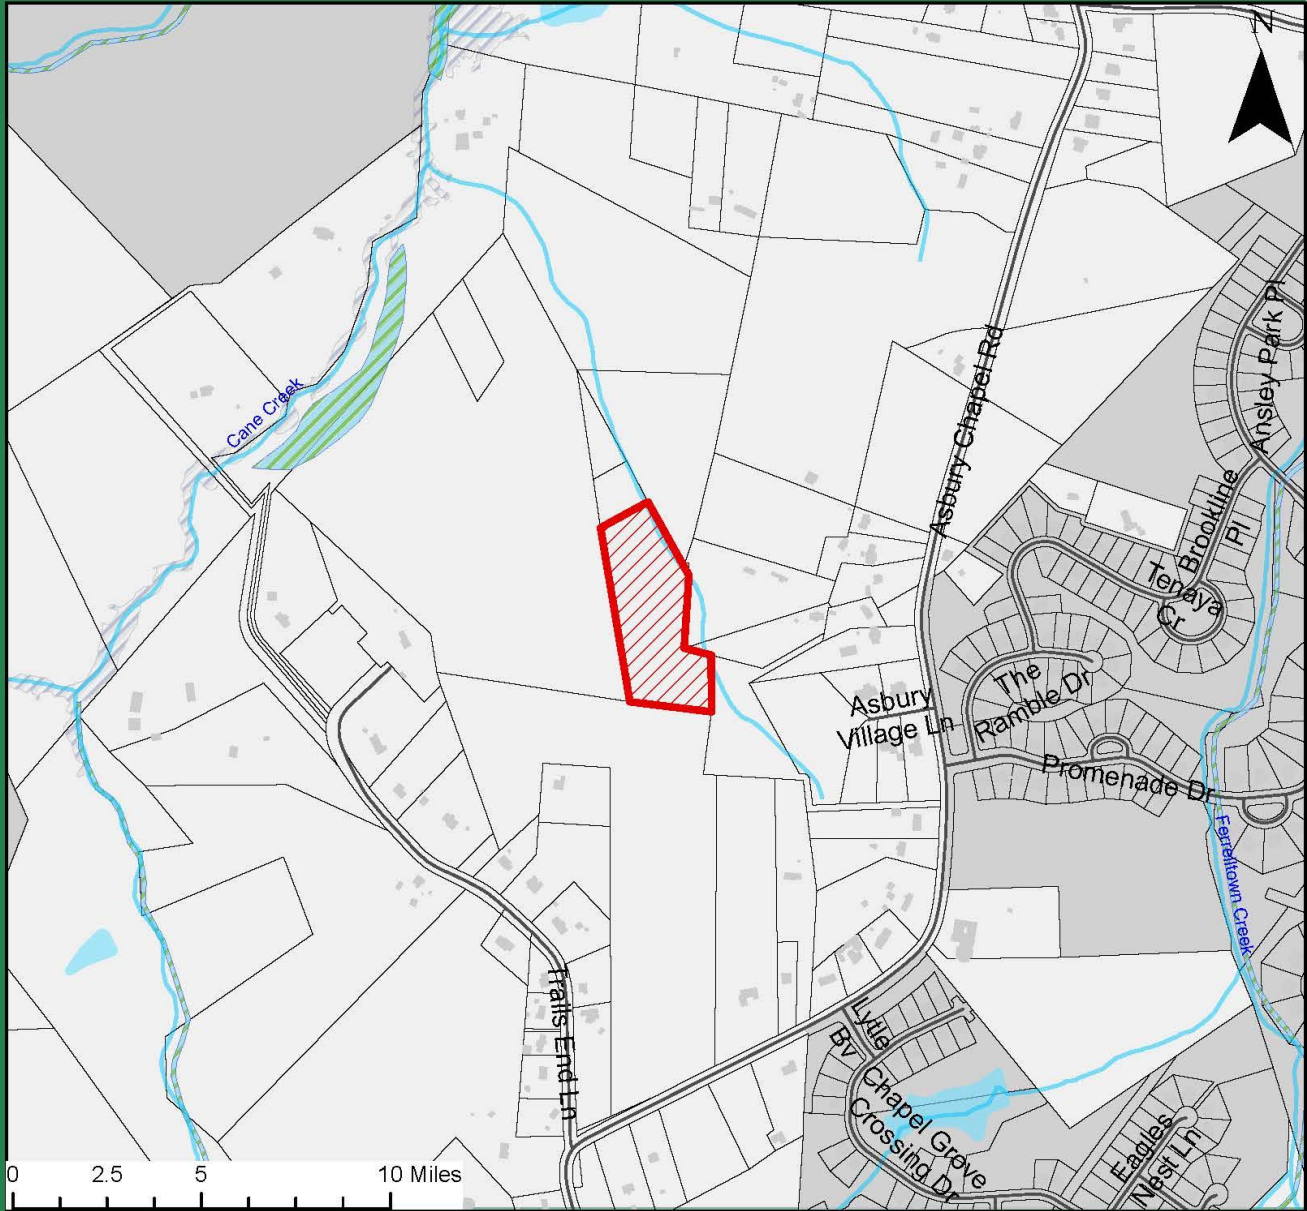 N
Ansley Park Pl
Asbury Chapel Rd
Cane Creek
Brookline
Pl
Tenaya
Cr
The
Ramble Dr
Asbury
Village Ln
Promenade Dr
Ferrelltown Creek
Trails End Ln
Lytle
Bv
Chapel Grove
Crossing Dr
Eagles
Nest Ln
0 2.5 5 10 Miles